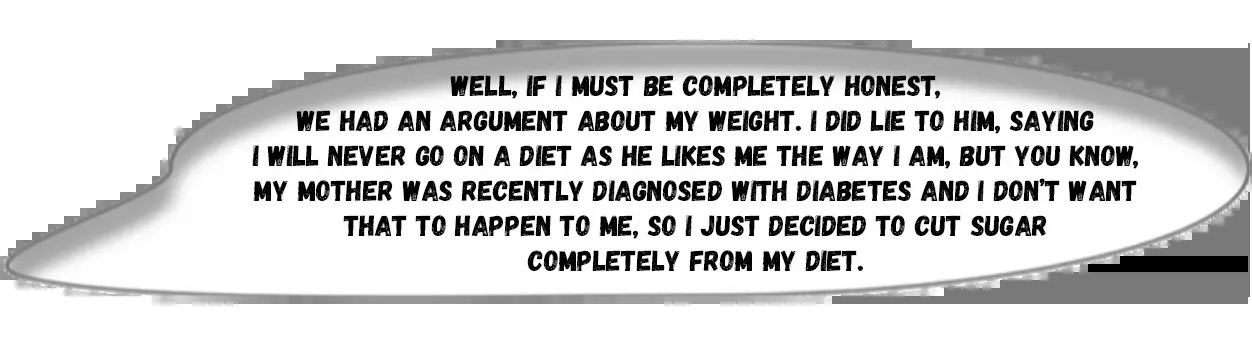 WELL, IF I MUST BE COMPLETELY HONEST,
WE HAD AN ARGUMENT ABOUT MY WEIGHT. I DID LIE TO HIM, SAYING
I WILL NEVER GO ON A DIET AS HE LIKES ME THE WAY I AM, BUT YOU KNOW,
MY MOTHER WAS RECENTLY DIAGNOSED WITH DIABETES AND I DON'T WANT
THAT TO HAPPEN TO ME, SO I JUST DECIDED TO CUT SUGAR
COMPLETELY FROM MY DIET.